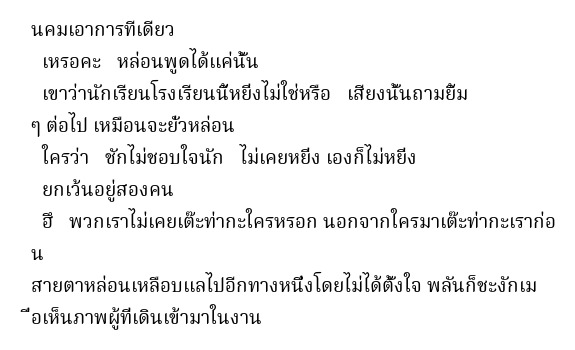 นคมเอาการทีเดียว
เหรอคะ หล่อนพูดได้แค่นั้น
เขาว่านักเรียนโรงเรียนนี้หยิ่งไม่ใช่หรือ เสียงนั้นถามยิ้ม
ๆ ต่อไป เหมือนจะยั่วหล่อน
ใครว่า ชักไม่ชอบใจนัก ไม่เคยหยิ่ง เองก็ไม่หยิ่ง
ยกเว้นอยู่สองคน
ฮึ พวกเราไม่เคยเต๊ะท่ากะใครหรอก นอกจากใครมาเต๊ะท่ากะเราก่อ
น
สายตาหล่อนเหลือบแลไปอีกทางหนึ่งโดยไม่ได้ตั้งใจ พลันก็ชะงักเม
ื่อเห็นภาพผู้ที่เดินเข้ามาในงาน